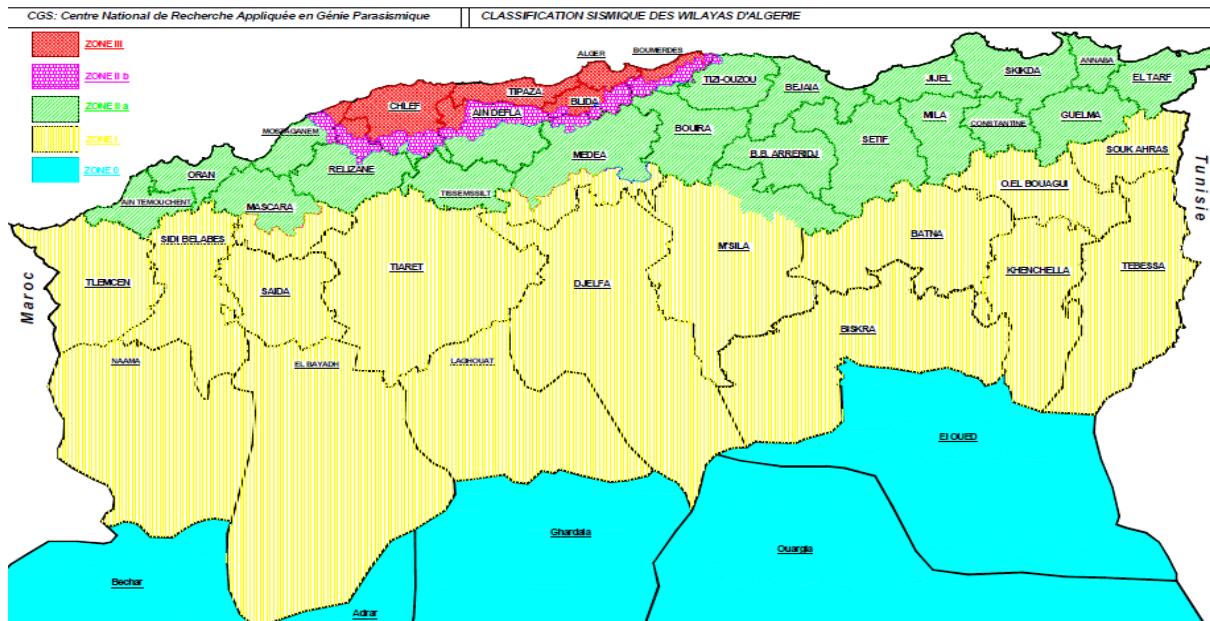 CGS: Centre National de Recherche Appliquée en Génie Parasismique
CLASSIFICATION SISMIQUE DES WILAYAS D'ALGERIE
ZONE III
ZONE II b
ZONE II a
ZONE I
ZONE 0
ALGER
BOUMERDES
TIPAZA
CHLEF
BLIDA
AIN DEFLA
TIZI-OUZOU
BEJAIA
JIJEL
SKIKDA
ANNABA
EL TARF
MOSTAGANEM
RELIZANE
MEDEA
BOUIRA
B.B. ARRERIDJ
SETIF
MILA
CONSTANTINE
GUELMA
SOUK AHRAS
ORAN
AIN TEMOUCHENT
MASCARA
TISSEMSSILT
O.EL BOUAGUI
Tunisie
Maroc
TLEMCEN
SIDI BELABES
SAIDA
TIARET
DJELFA
M'SILA
BATNA
KHENCHELLA
TEBESSA
BISKRA
NAAMA
EL BAYADH
LAGHOUAT
El OUED
Ghardaia
Ouargla
Bechar
Adrar